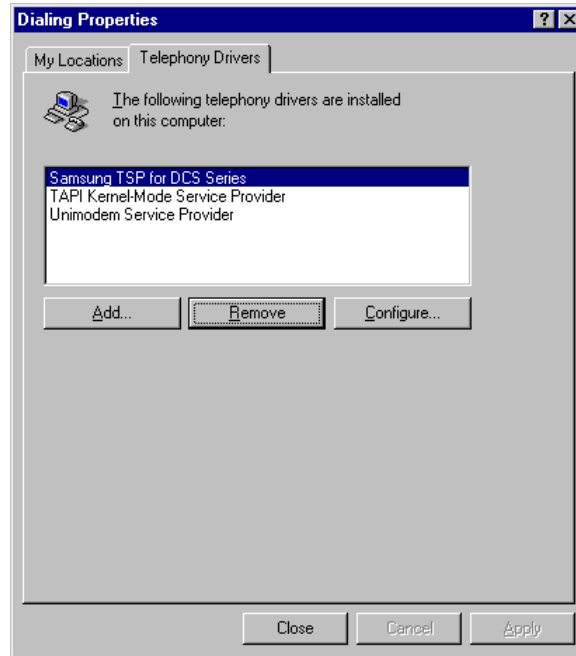 Dialing Properties
My Locations
Telephony Drivers
The following telephony drivers are installed
on this computer:
Samsung TSP for DCS Series
TAPI Kernel-Mode Service Provider
Unimodem Service Provider
Add...
Remove
Configure...
Close
Cancel
Apply